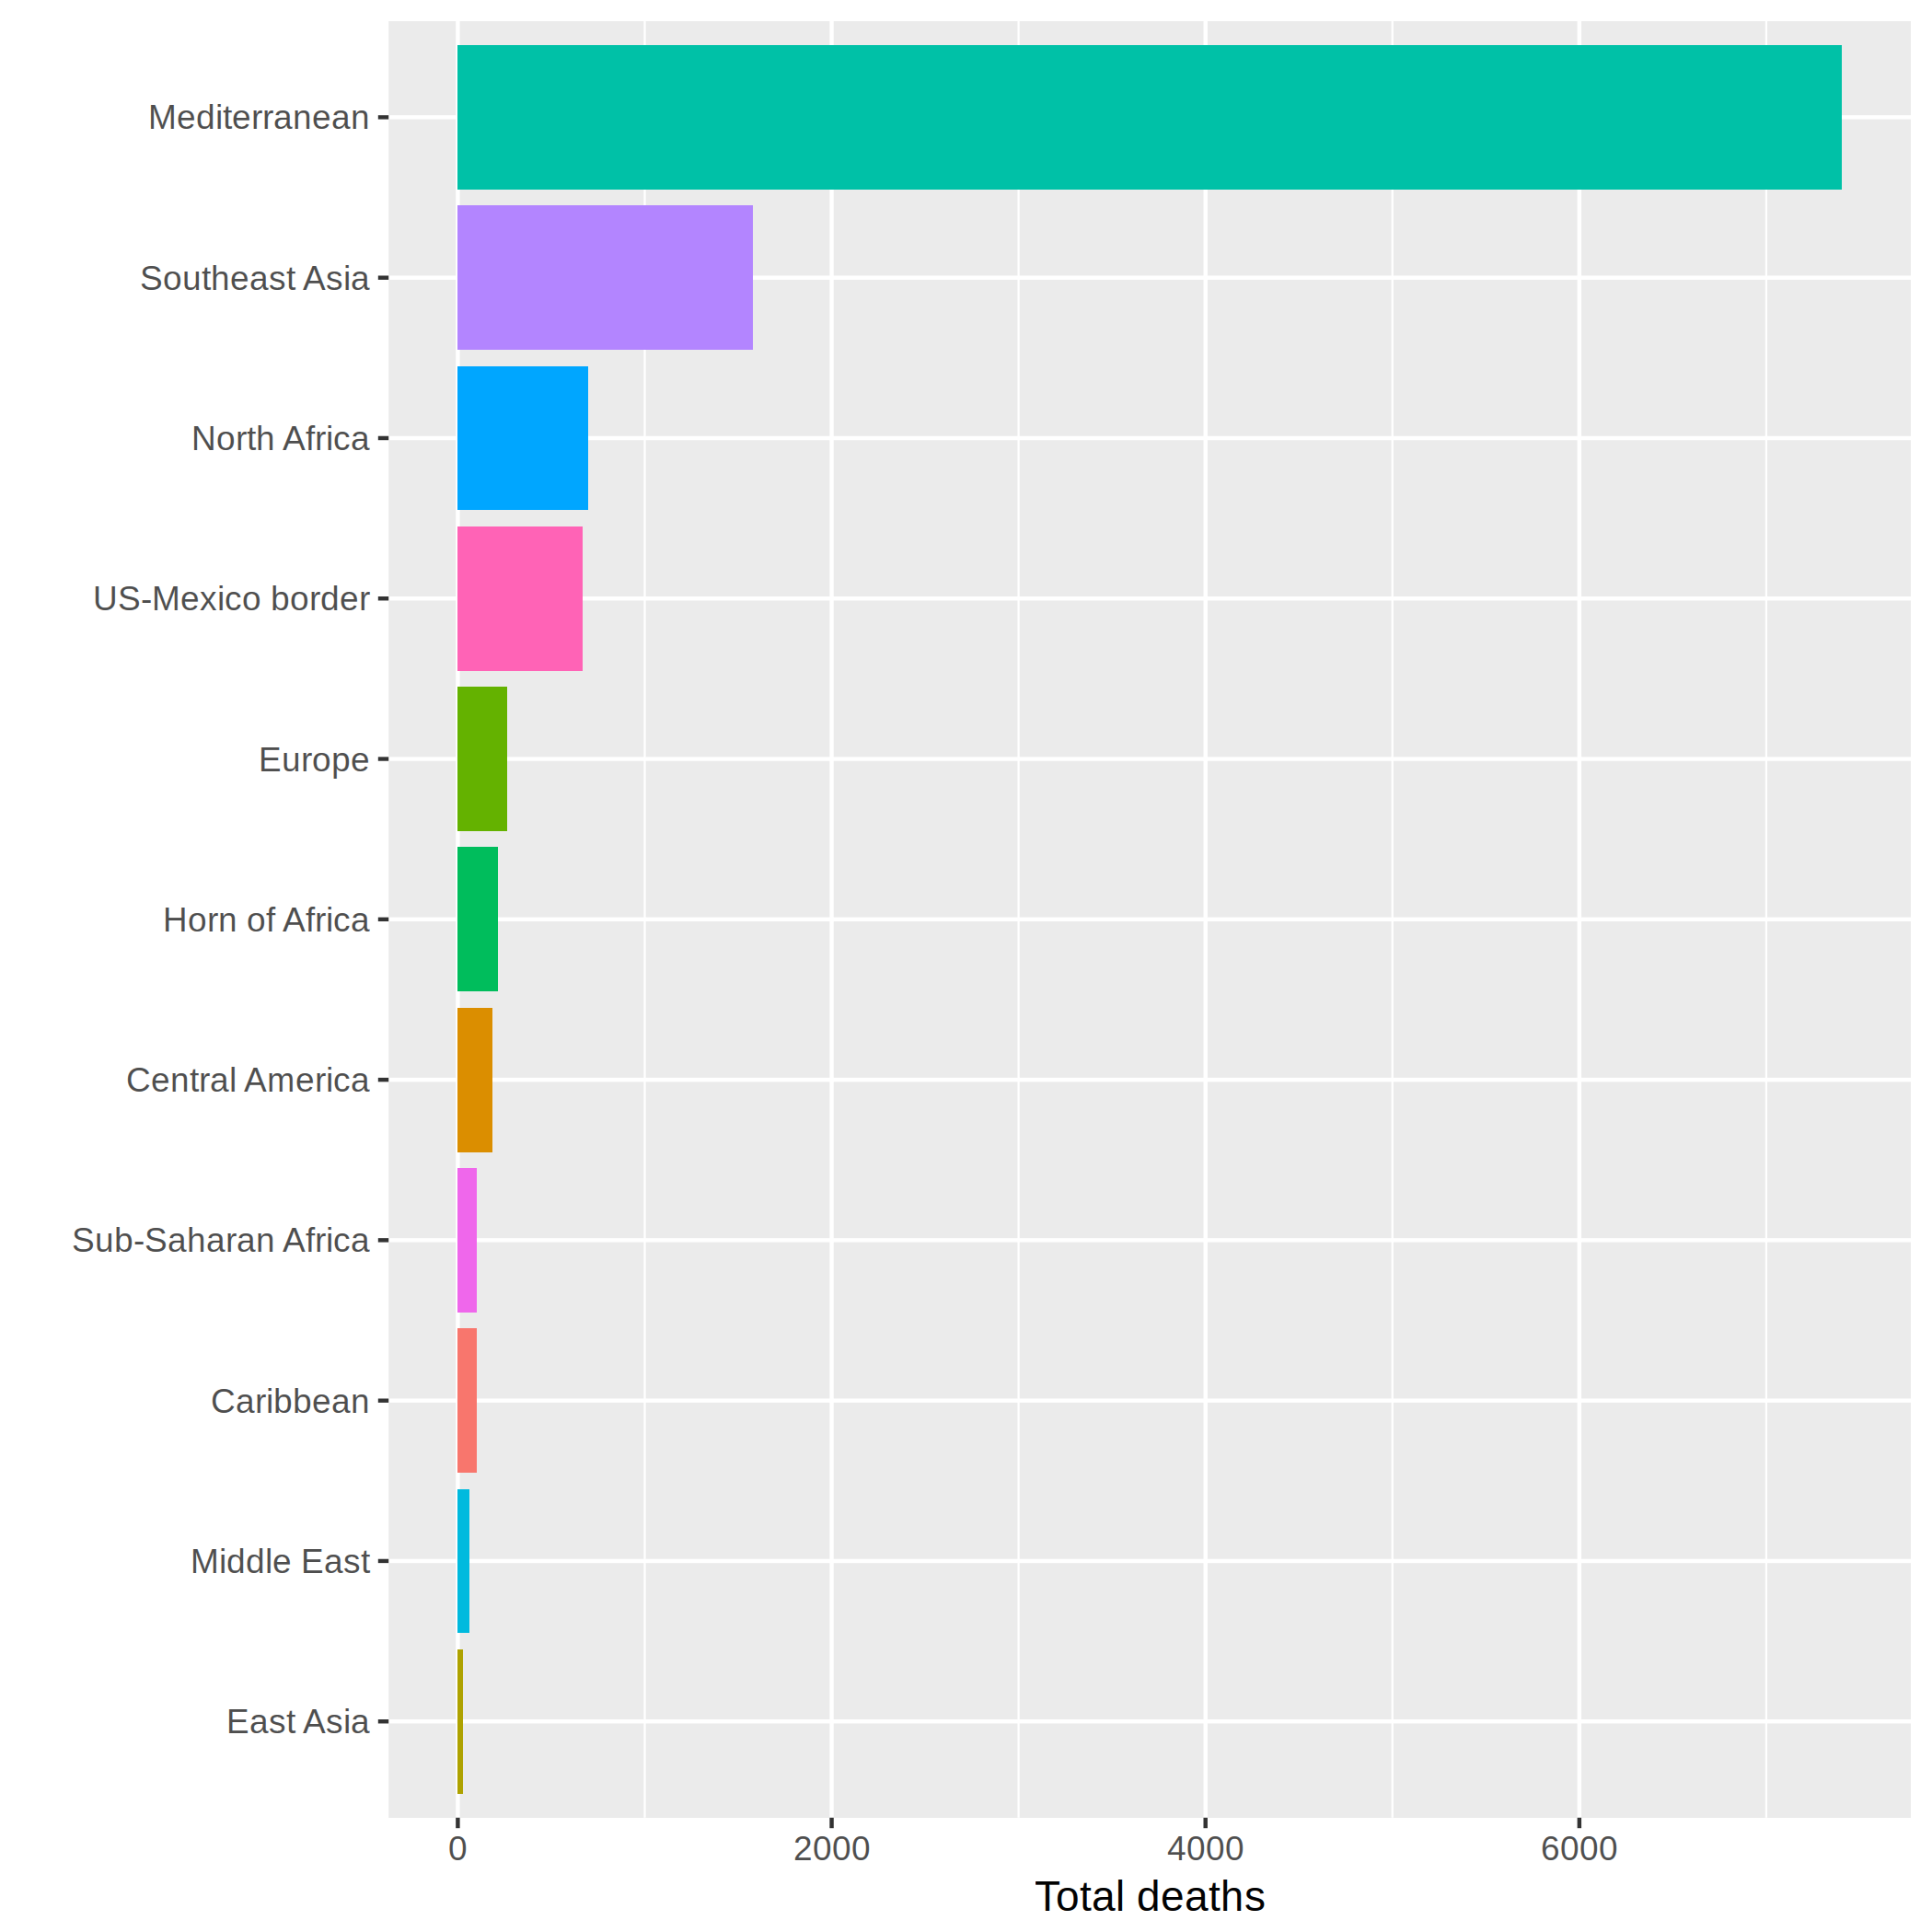 Mediterranean
Southeast Asia
North Africa
US-Mexico border
Europe
Horn of Africa
Central America
Sub-Saharan Africa
Caribbean
Middle East
East Asia
0 2000 4000 6000
Total deaths